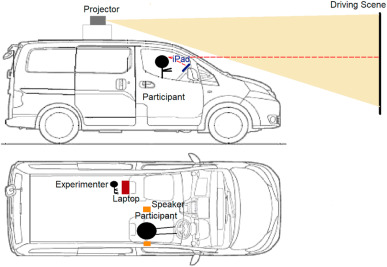 Projector
Driving Scene
iPad
Participant
Experimenter
Laptop
Speaker
Participant